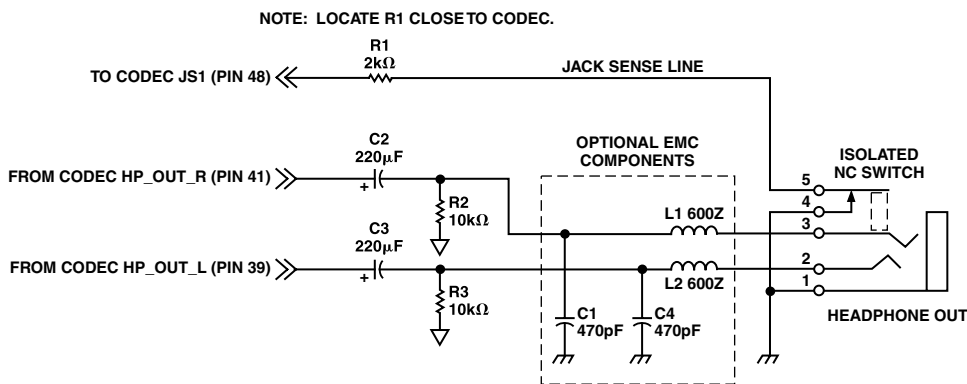 NOTE: LOCATE R1 CLOSE TO CODEC.
R1
2kΩ
TO CODEC JS1 (PIN 48)
JACK SENSE LINE
C2
220μF
+
FROM CODEC HP_OUT_R (PIN 41)
R2
10kΩ
C3
220μF
+
FROM CODEC HP_OUT_L (PIN 39)
R3
10kΩ
OPTIONAL EMC
COMPONENTS
L1 600Z
L2 600Z
C1
470pF
C4
470pF
ISOLATED
NC SWITCH
5
4
3
2
1
HEADPHONE OUT